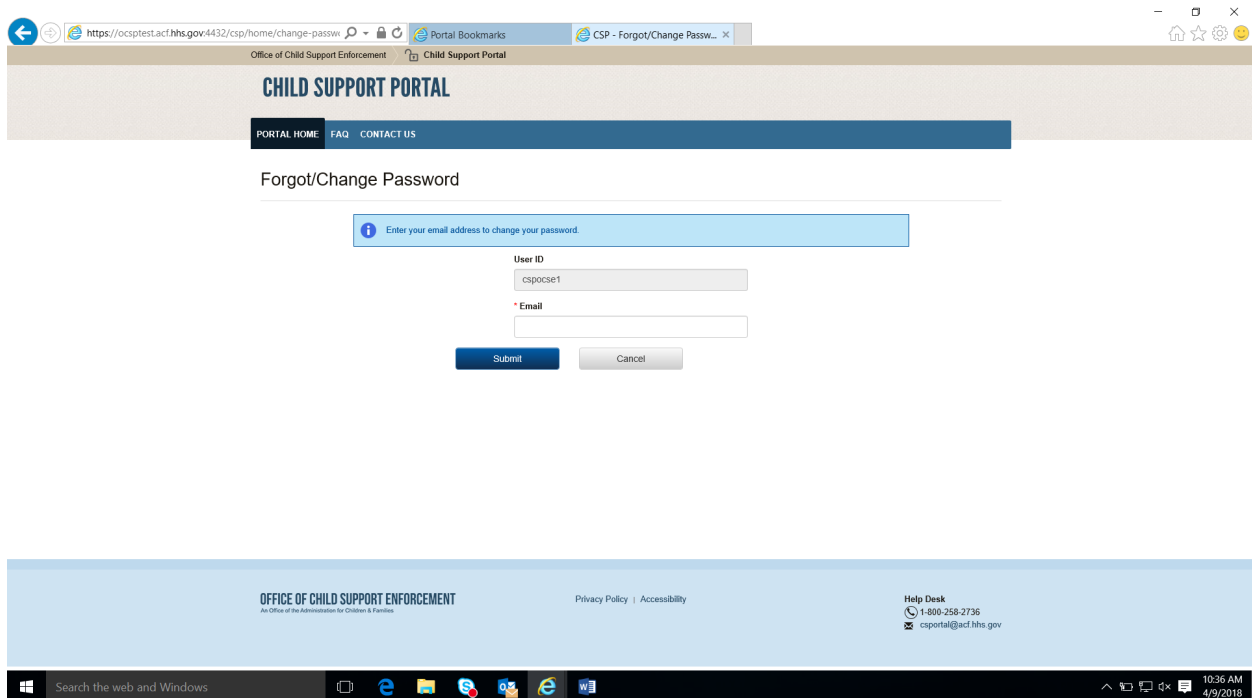 https://ocsptest.acf.hhs.gov:4432/csp/home/change-passw
Portal Bookmarks
CSP - Forgot/Change Passw...
Office of Child Support Enforcement
Child Support Portal
CHILD SUPPORT PORTAL
PORTAL HOME FAQ CONTACT US
Forgot/Change Password
Enter your email address to change your password.
User ID
cspocse1
* Email
Submit Cancel
OFFICE OF CHILD SUPPORT ENFORCEMENT
An Office of the Administration for Children & Families
Privacy Policy | Accessibility
Help Desk
1-800-258-2736
csportal@acf.hhs.gov
Search the web and Windows
10:36 AM
4/9/2018